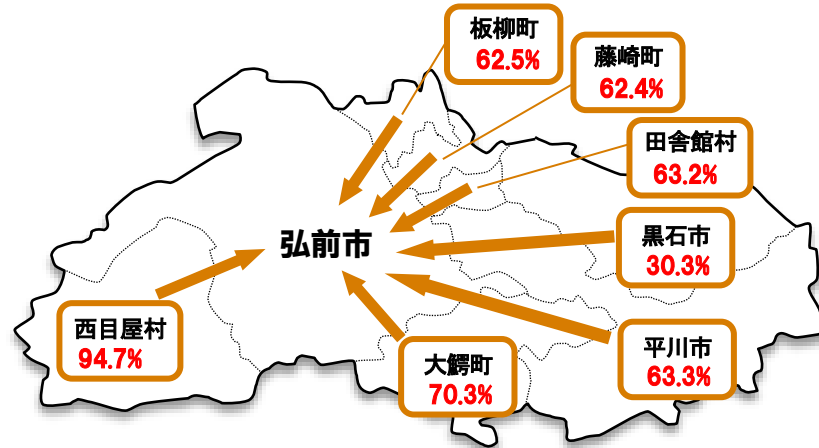 板柳町
62.5%
藤崎町
62.4%
田舎館村
63.2%
黒石市
30.3%
弘前市
西目屋村
94.7%
大鰐町
70.3%
平川市
63.3%